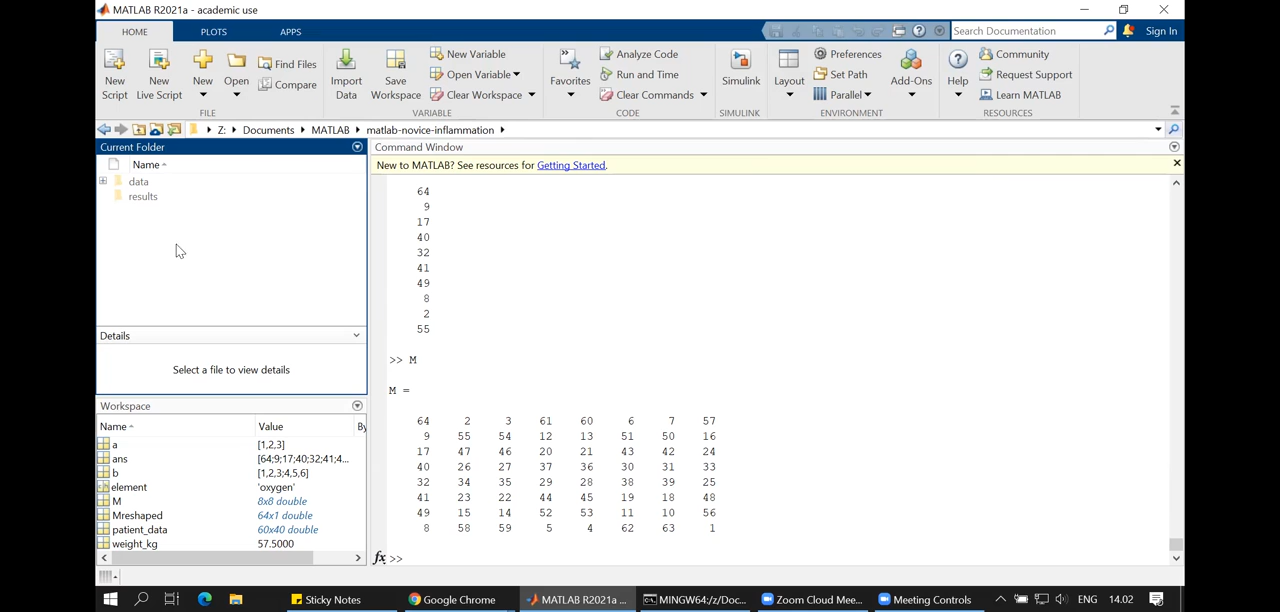 MATLAB R2021a - academic use
HOME PLOTS APPS Search Documentation Sign In
New Script New Live Script New Open Find Files Compare Import Data Save Workspace New Variable Open Variable Clear Workspace Favorites Analyze Code Run and Time Clear Commands Simulink Layout Preferences Set Path Parallel Add-Ons Help Community Request Support Learn MATLAB
FILE VARIABLE CODE SIMULINK ENVIRONMENT RESOURCES
Z: Documents MATLAB matlab-novice-inflammation
Current Folder
Name
data
results
Details
Select a file to view details
Workspace
Name Value By
a [1,2,3]
ans [64;9;17;40;32;41;4...
b [1,2,3;4,5,6]
element 'oxygen'
M 8x8 double
Mreshaped 64x1 double
patient_data 60x40 double
weight_kg 57.5000
Command Window
New to MATLAB? See resources for Getting Started.
64
9
17
40
32
41
49
8
2
55
>> M
M =
64 2 3 61 60 6 7 57
9 55 54 12 13 51 50 16
17 47 46 20 21 43 42 24
40 26 27 37 36 30 31 33
32 34 35 29 28 38 39 25
41 23 22 44 45 19 18 48
49 15 14 52 53 11 10 56
8 58 59 5 4 62 63 1
fx >>
Sticky Notes Google Chrome MATLAB R2021a ... MINGW64:/z/Doc... Zoom Cloud Mee... Meeting Controls ENG 14.02